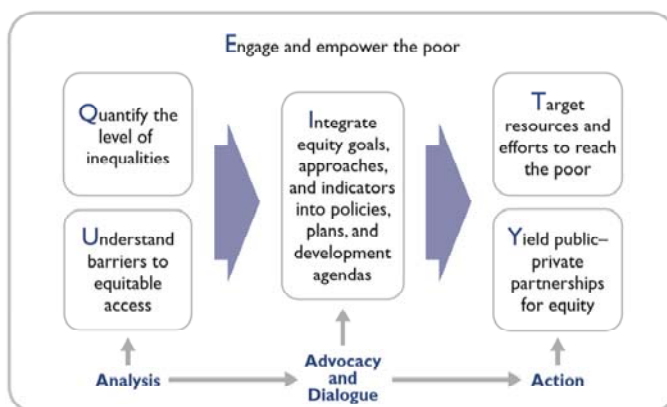 Engage and empower the poor
Quantify the
level of
inequalities
Understand
barriers to
equitable
access
Integrate
equity goals,
approaches,
and indicators
into policies,
plans, and
development
agendas
Target
resources and
efforts to reach
the poor
Yield public–
private
partnerships
for equity
Analysis
Advocacy
and
Dialogue
Action